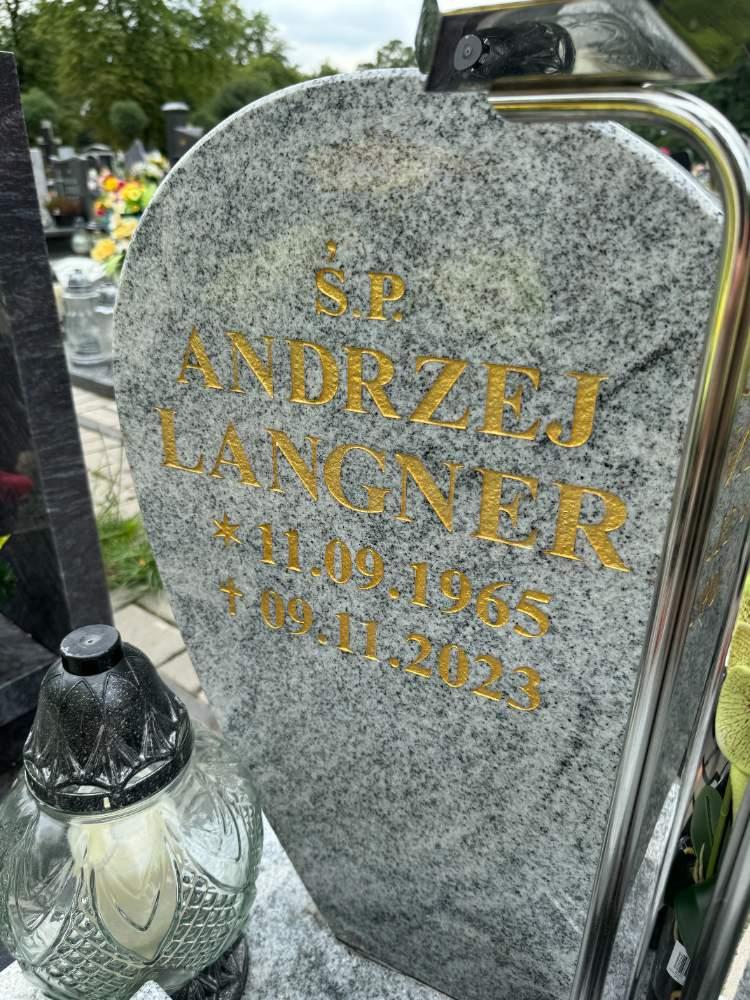 Ś.P.
ANDRZEJ
LANGNER
* 11.09.1965
† 09.11.2023